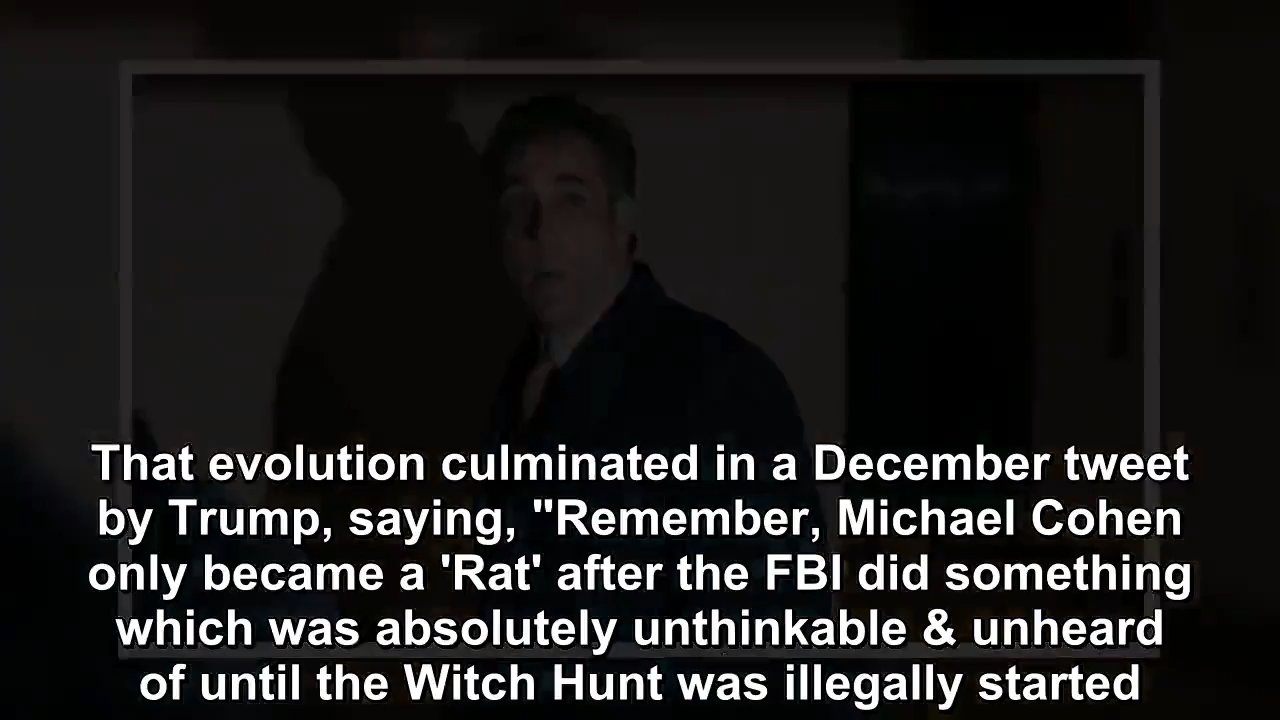 That evolution culminated in a December tweet
by Trump, saying, "Remember, Michael Cohen
only became a 'Rat' after the FBI did something
which was absolutely unthinkable & unheard
of until the Witch Hunt was illegally started